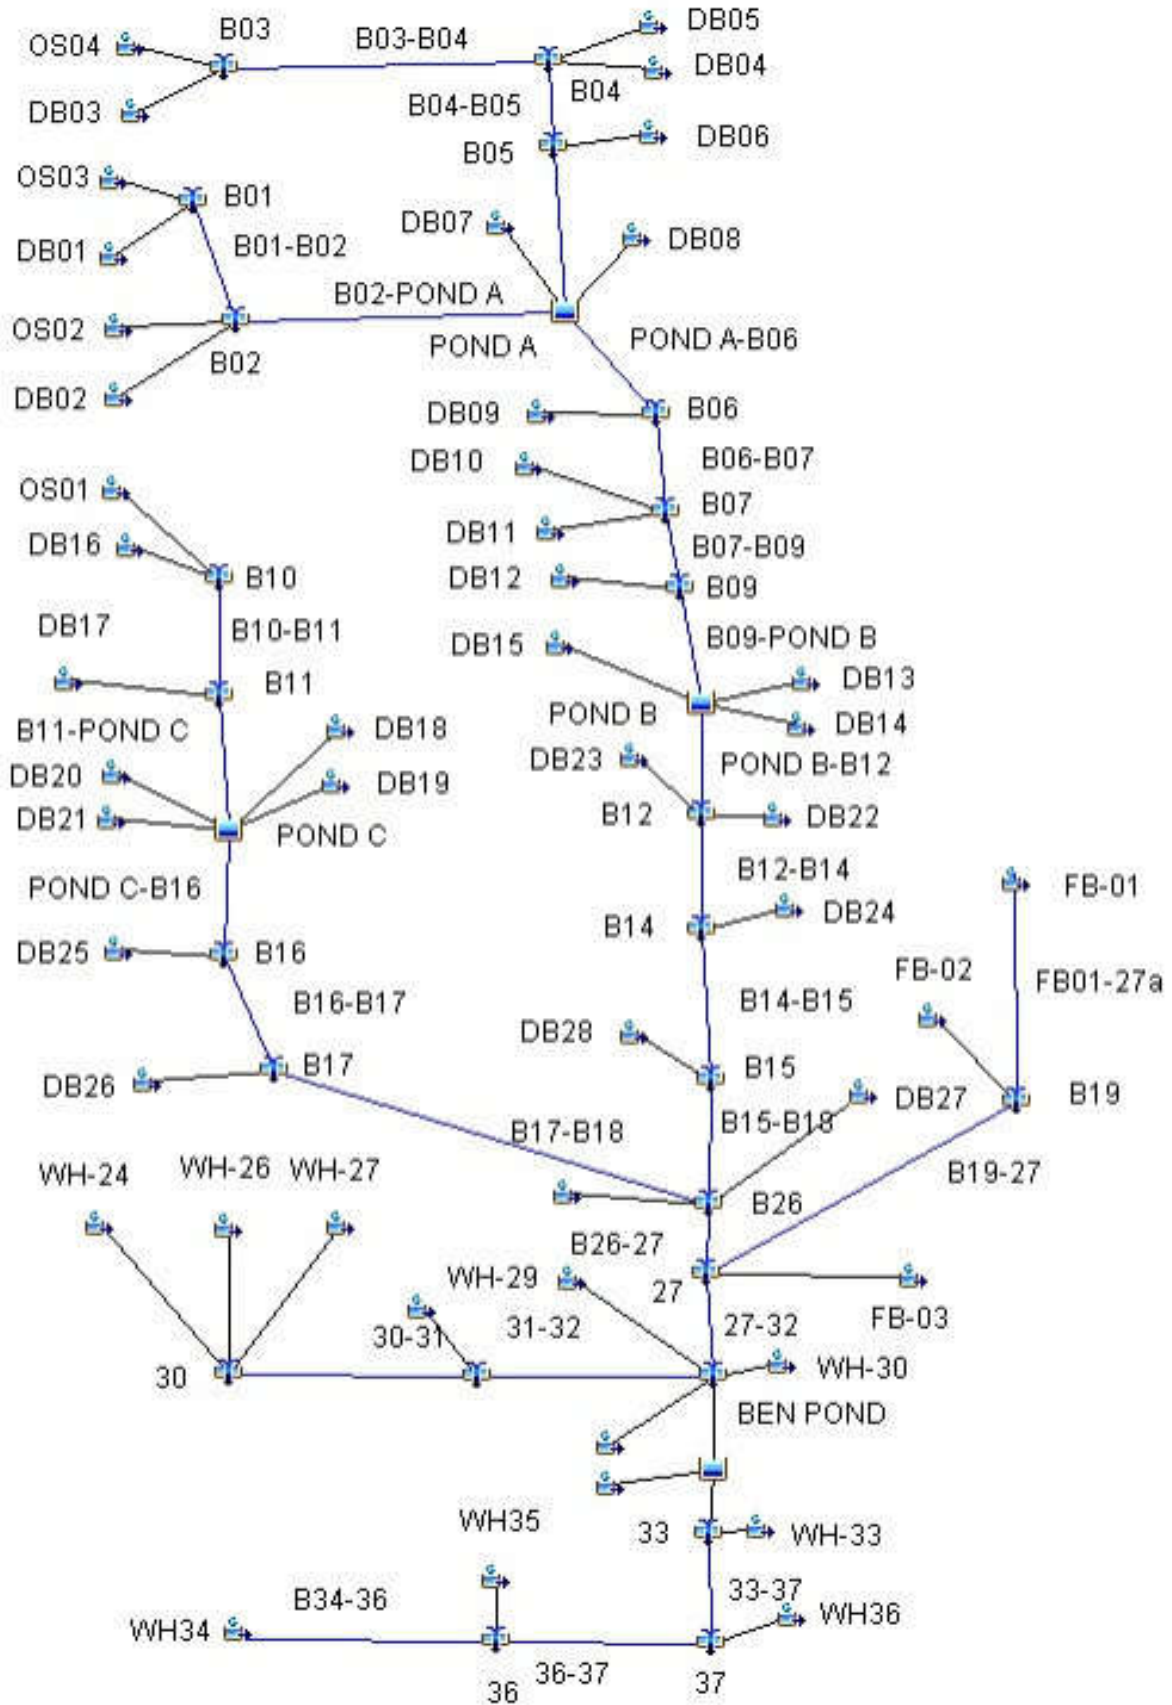 OS04
B03
B03-B04
DB05
DB04
B04
DB03
B04-B05
DB06
B05
OS03
B01
DB07
DB08
DB01
B01-B02
B02-POND A
OS02
POND A
POND A-B06
B02
DB02
DB09
B06
DB10
B06-B07
OS01
B07
DB11
DB16
B07-B09
DB12
B10
B09
DB17
B10-B11
B09-POND B
DB15
B11
DB13
POND B
DB14
B11-POND C
DB18
DB23
POND B-B12
DB20
DB19
B12
DB22
DB21
POND C
B12-B14
POND C-B16
FB-01
DB24
B14
DB25
B16
FB-02
FB01-27a
B16-B17
B14-B15
DB28
B17
B15
DB26
DB27
B19
B17-B18
B15-B18
WH-24
WH-26
WH-27
B19-27
B26
B26-27
WH-29
27
FB-03
30-31
31-32
27-32
30
WH-30
BEN POND
WH35
33
WH-33
B34-36
33-37
WH34
WH36
36-37
36
37